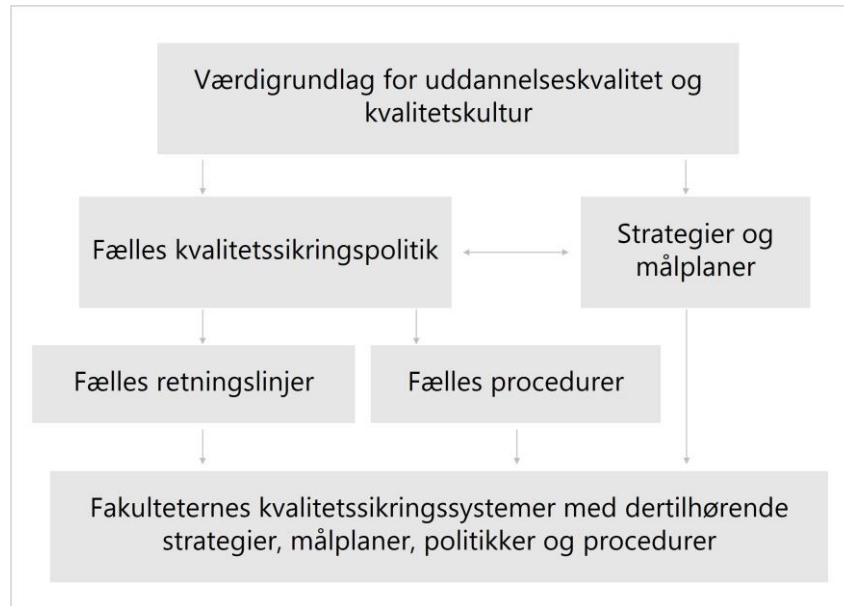 Værdigrundlag for uddannelseskvalitet og
kvalitetskultur
Fælles kvalitetssikringspolitik
Strategier og
målplaner
Fælles retningslinjer
Fælles procedurer
Fakulteternes kvalitetssikringssystemer med dertilhørende
strategier, målplaner, politikker og procedurer